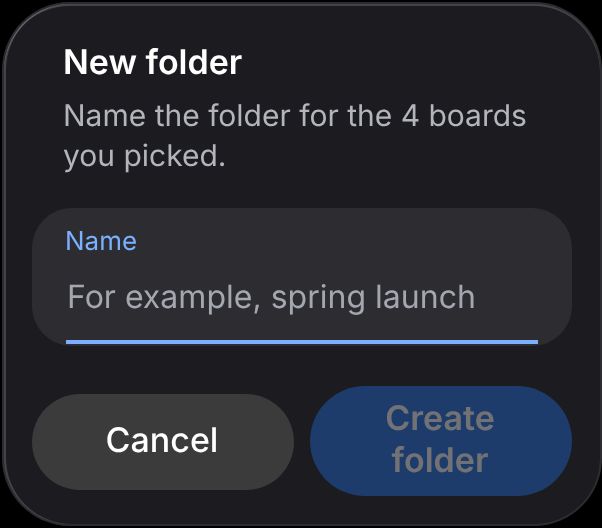 New folder
Name the folder for the 4 boards
you picked.
Name
For example, spring launch
Cancel
Create
folder